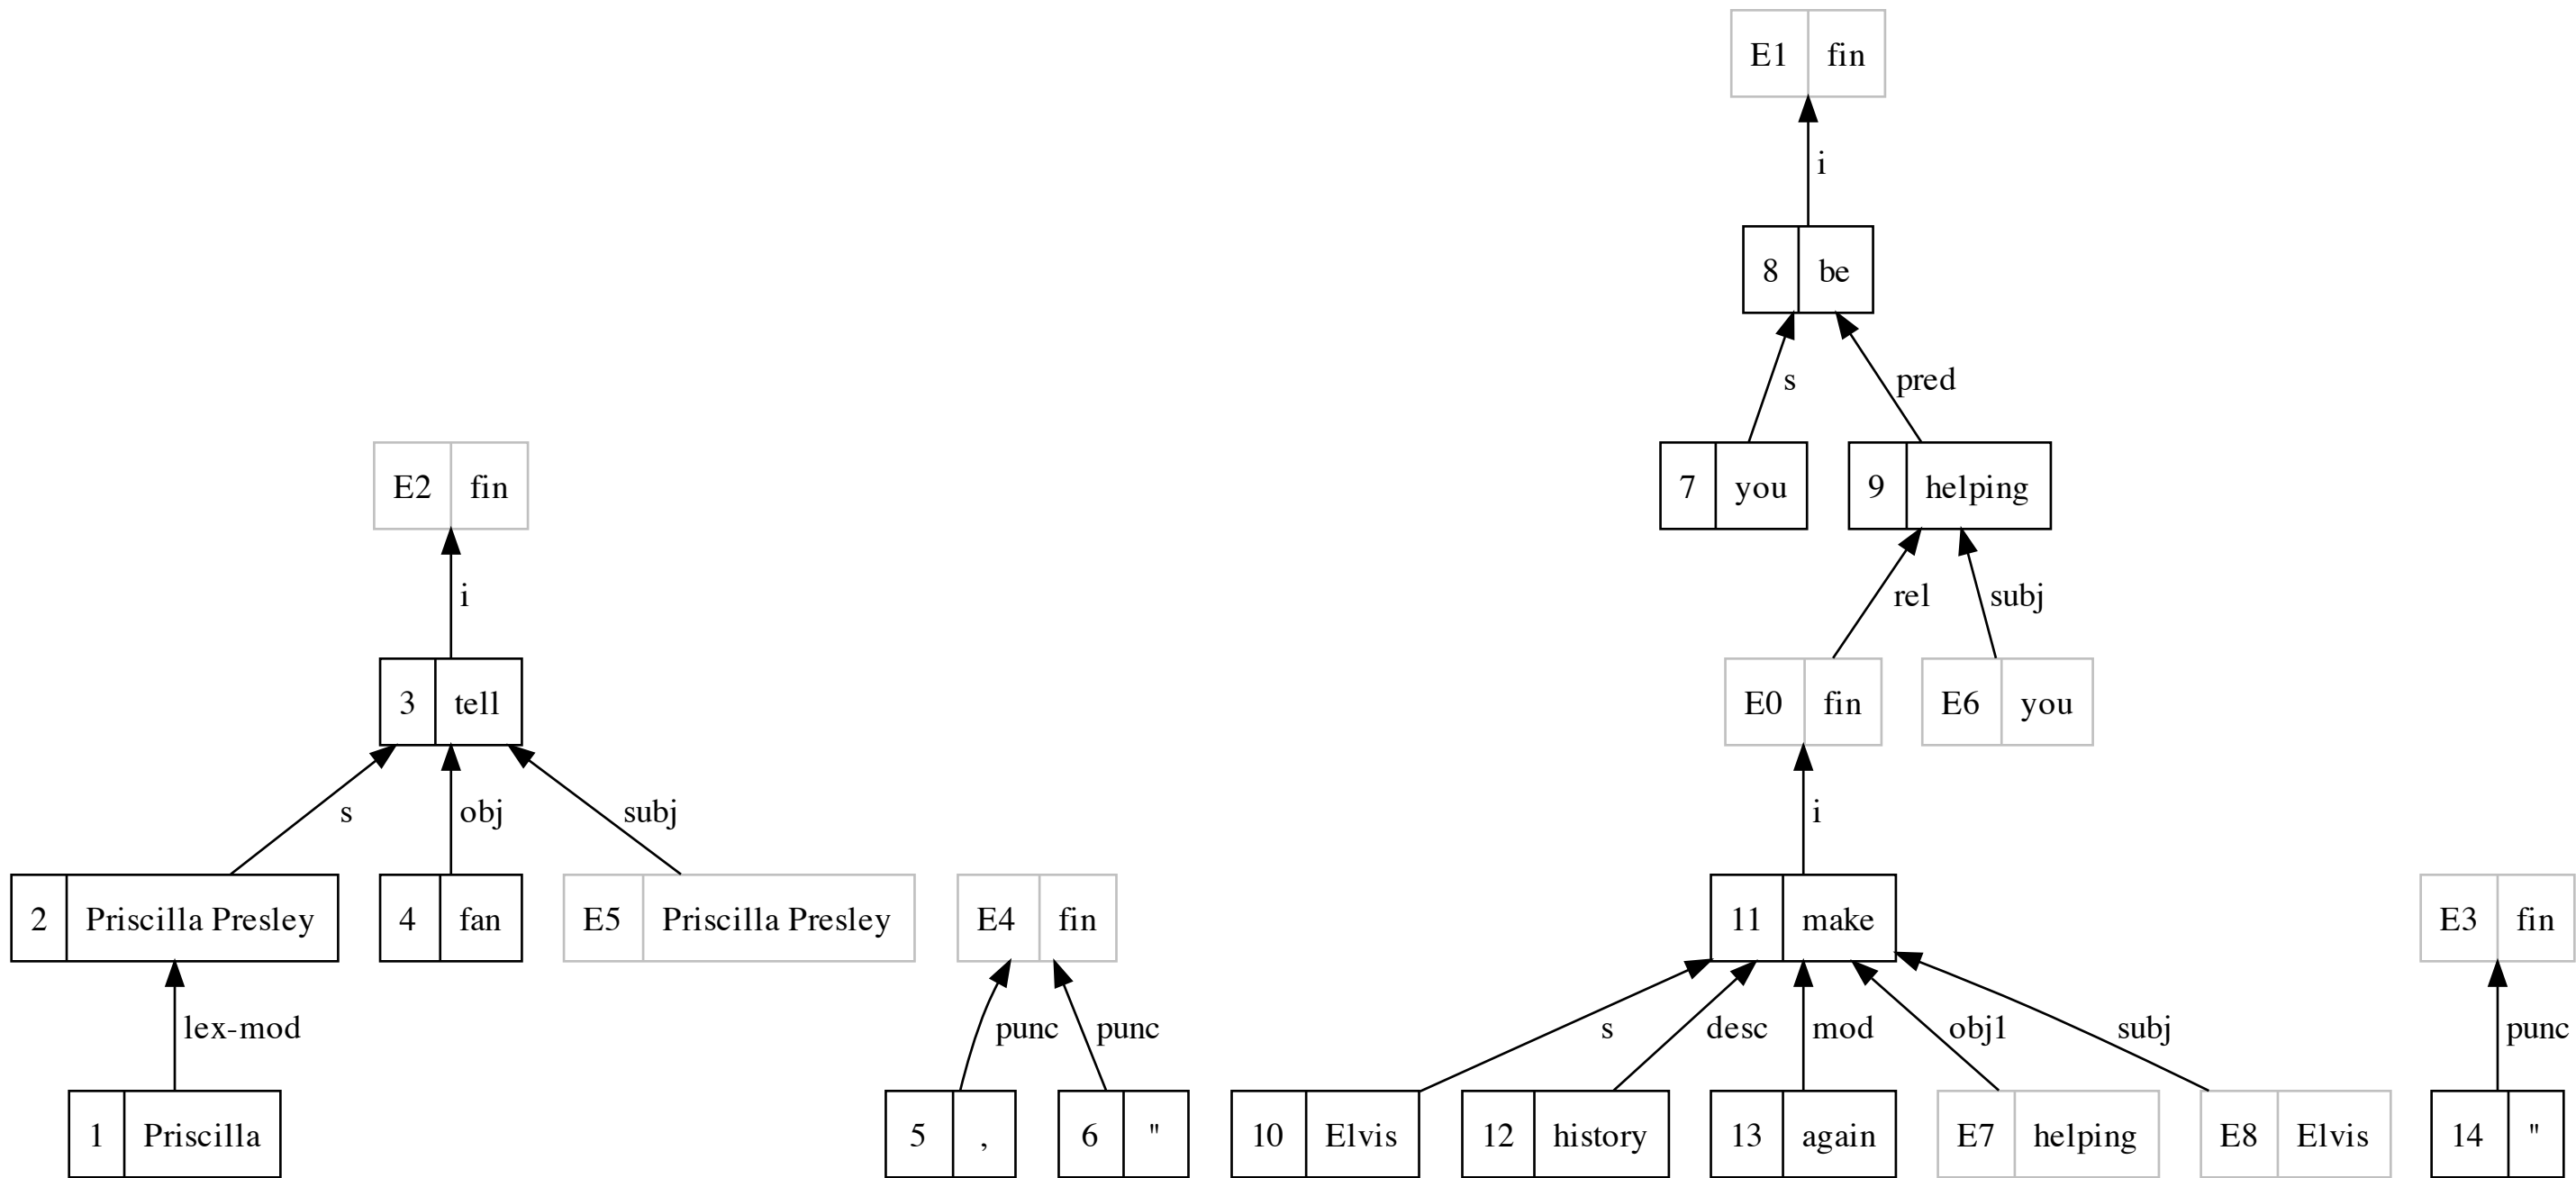 E1 fin
i
8 be
s pred
E2 fin 7 you 9 helping
i rel subj
3 tell E0 fin E6 you
s obj subj i
2 Priscilla Presley 4 fan E5 Priscilla Presley E4 fin 11 make E3 fin
lex-mod punc punc s desc mod obj1 subj punc
1 Priscilla 5 , 6 " 10 Elvis 12 history 13 again E7 helping E8 Elvis 14 "